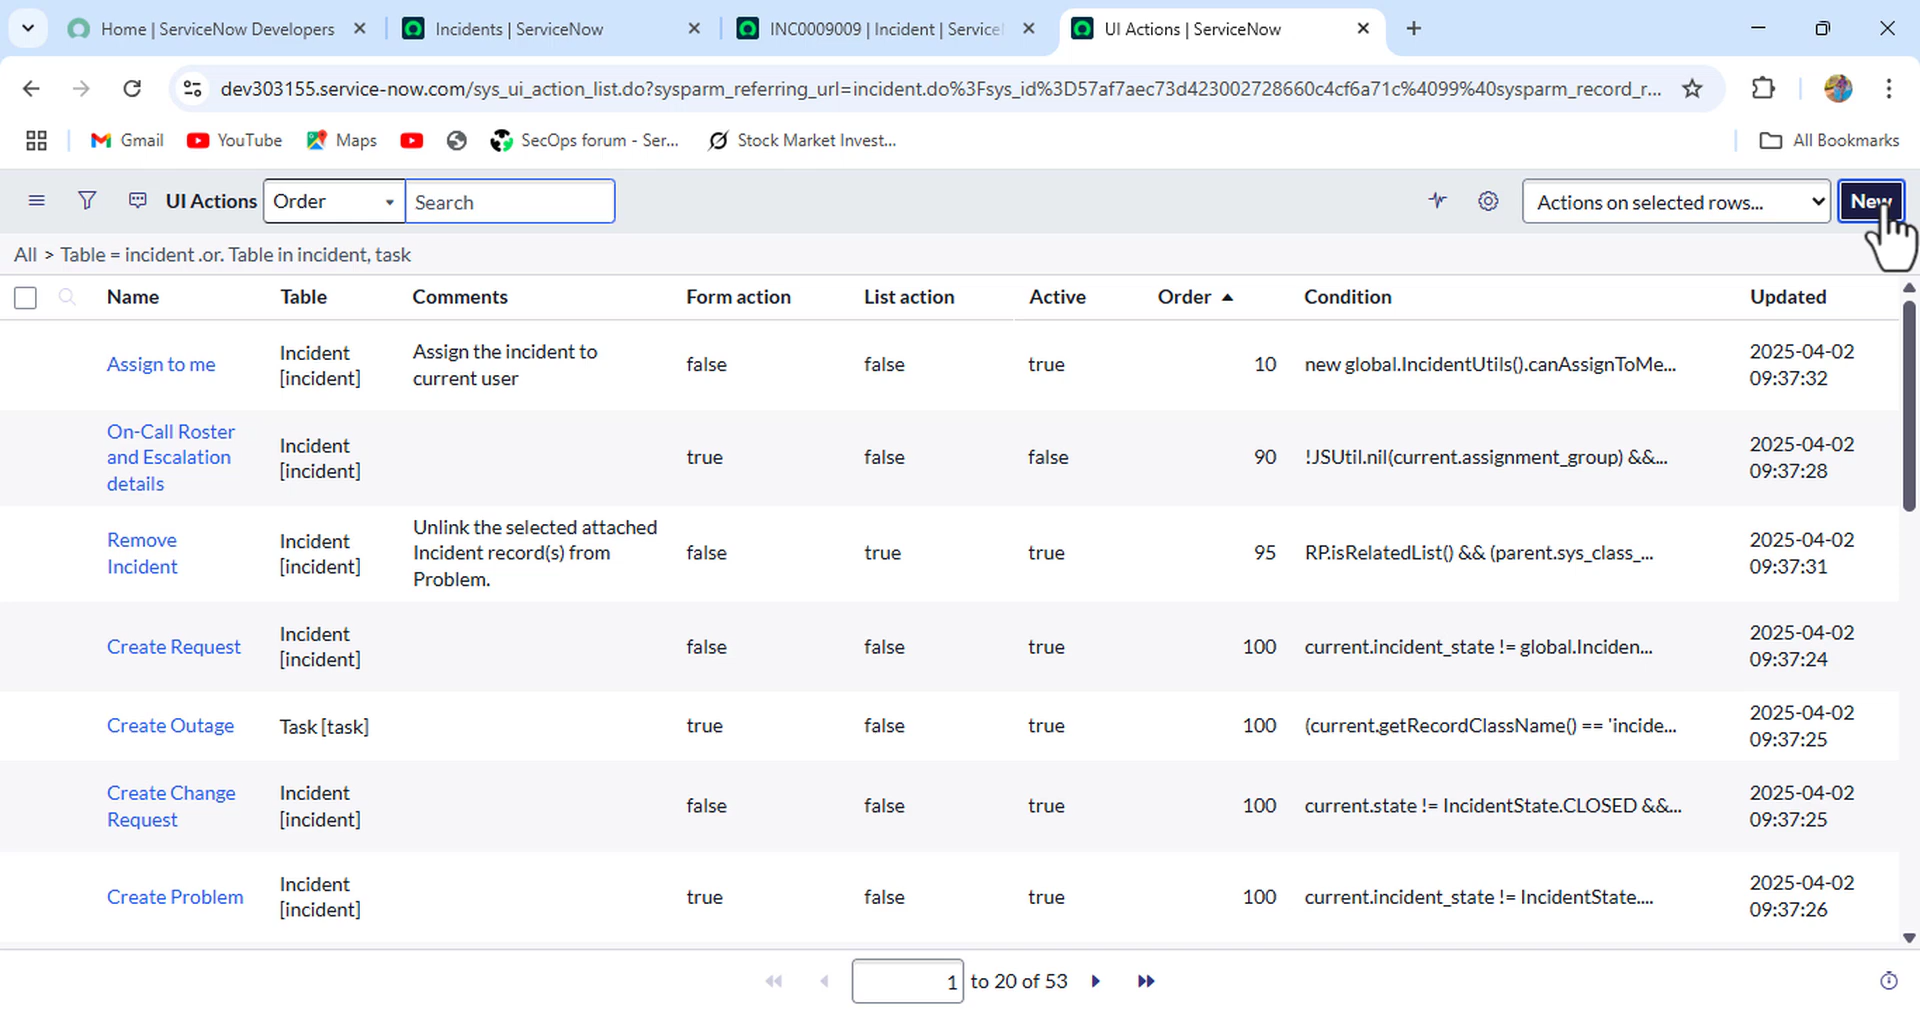 Home | ServiceNow Developers
Incidents | ServiceNow
INC0009009 | Incident | Service
UI Actions | ServiceNow
dev303155.service-now.com/sys_ui_action_list.do?sysparm_referring_url=incident.do%3Fsys_id%3D57af7aec73d423002728660c4cf6a71c%4099%40sysparm_record_r...
Gmail
YouTube
Maps
SecOps forum - Ser...
Stock Market Invest...
All Bookmarks
UI Actions
Order
Search
Actions on selected rows...
New
All > Table = incident .or. Table in incident, task
Name Table Comments Form action List action Active Order Condition Updated
Assign to me
Incident
[incident]
Assign the incident to
current user
false
false
true
10
new global.IncidentUtils().canAssignToMe...
2025-04-02
09:37:32
On-Call Roster
and Escalation
details
Incident
[incident]
true
false
false
90
!JSUtil.nil(current.assignment_group) &&...
2025-04-02
09:37:28
Remove
Incident
Incident
[incident]
Unlink the selected attached
Incident record(s) from
Problem.
false
true
true
95
RP.isRelatedList() && (parent.sys_class_...
2025-04-02
09:37:31
Create Request
Incident
[incident]
false
false
true
100
current.incident_state != global.Inciden...
2025-04-02
09:37:24
Create Outage
Task [task]
true
false
true
100
(current.getRecordClassName() == 'incide...
2025-04-02
09:37:25
Create Change
Request
Incident
[incident]
false
false
true
100
current.state != IncidentState.CLOSED &&...
2025-04-02
09:37:25
Create Problem
Incident
[incident]
true
false
true
100
current.incident_state != IncidentState....
2025-04-02
09:37:26
1 to 20 of 53